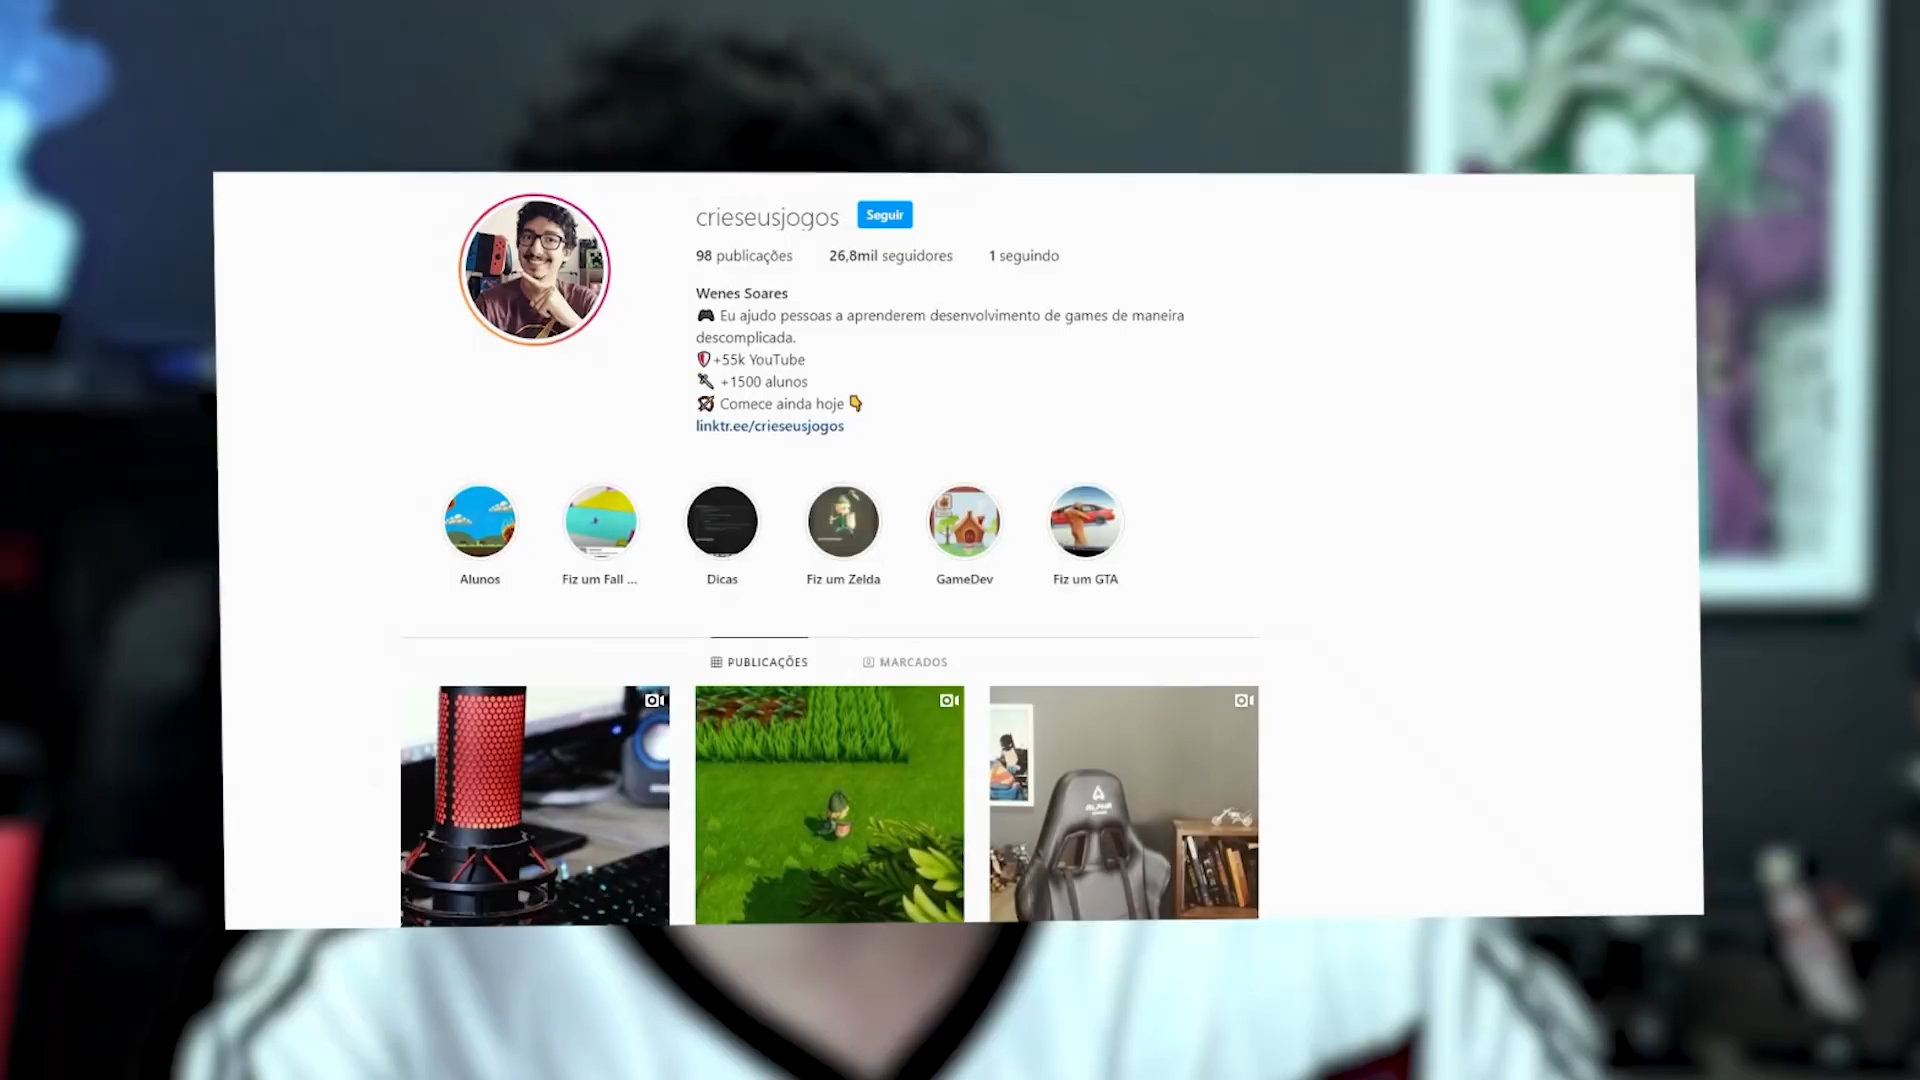 crieseusjogos Seguir
98 publicações 26,8mil seguidores 1 seguindo
Wenes Soares
🎮 Eu ajudo pessoas a aprenderem desenvolvimento de games de maneira
descomplicada.
🛡+55k YouTube
🗡 +1500 alunos
🏹 Comece ainda hoje 👇
linktr.ee/crieseusjogos
Alunos Fiz um Fall ... Dicas Fiz um Zelda GameDev Fiz um GTA
PUBLICAÇÕES MARCADOS
ALPHA